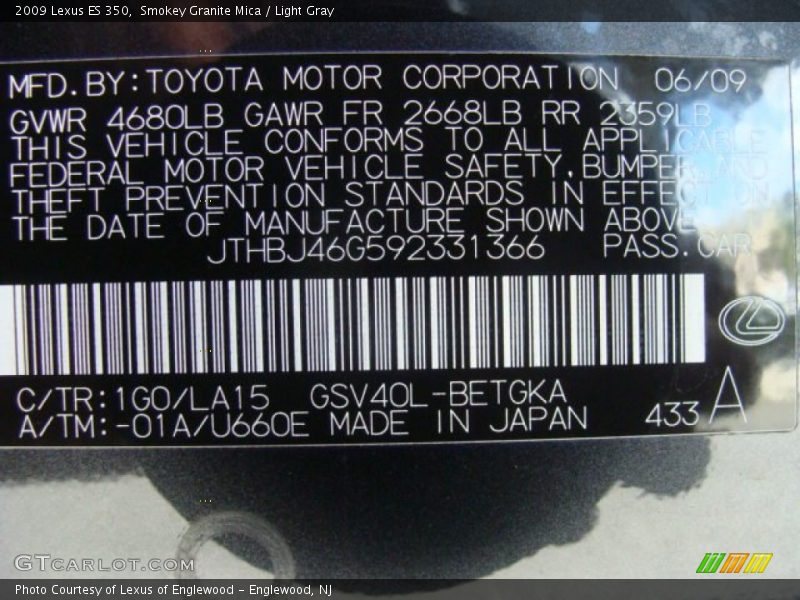 2009 Lexus ES 350,  Smokey Granite Mica / Light Gray
MFD.BY:TOYOTA MOTOR CORPORATION 06/09
GVWR 4680LB GAWR FR 2668LB RR 2359LB
THIS VEHICLE CONFORMS TO ALL APPLICABLE
FEDERAL MOTOR VEHICLE SAFETY,BUMPER,AND
THEFT PREVENTION STANDARDS IN EFFECT ON
THE DATE OF MANUFACTURE SHOWN ABOVE.
JTHBJ46G592331366 PASS.CAR
C/TR:1G0/LA15 GSV40L-BETGKA
A/TM:-01A/U660E MADE IN JAPAN 433 A
GTCARLOT.COM
Photo Courtesy of Lexus of Englewood - Englewood, NJ